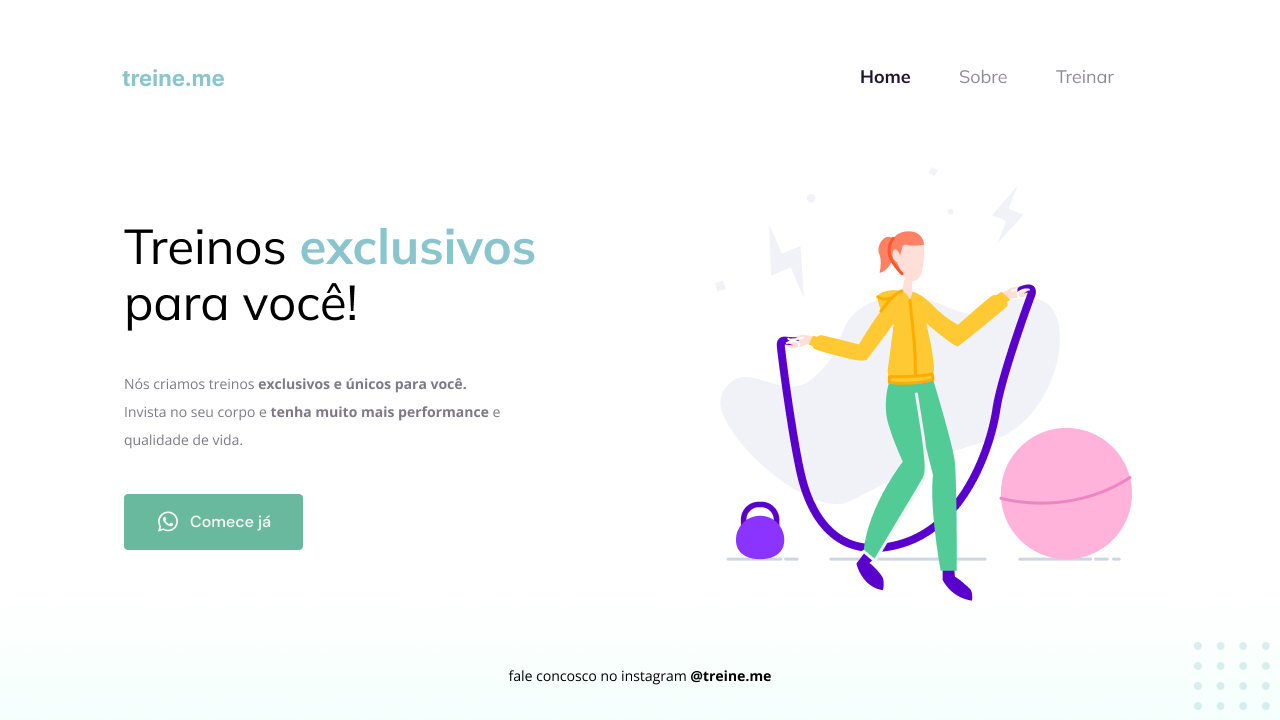 treine.me
Home
Sobre
Treinar
Treinos exclusivos
para você!
Nós criamos treinos exclusivos e únicos para você.
Invista no seu corpo e tenha muito mais performance e
qualidade de vida.
Comece já
fale concosco no instagram @treine.me